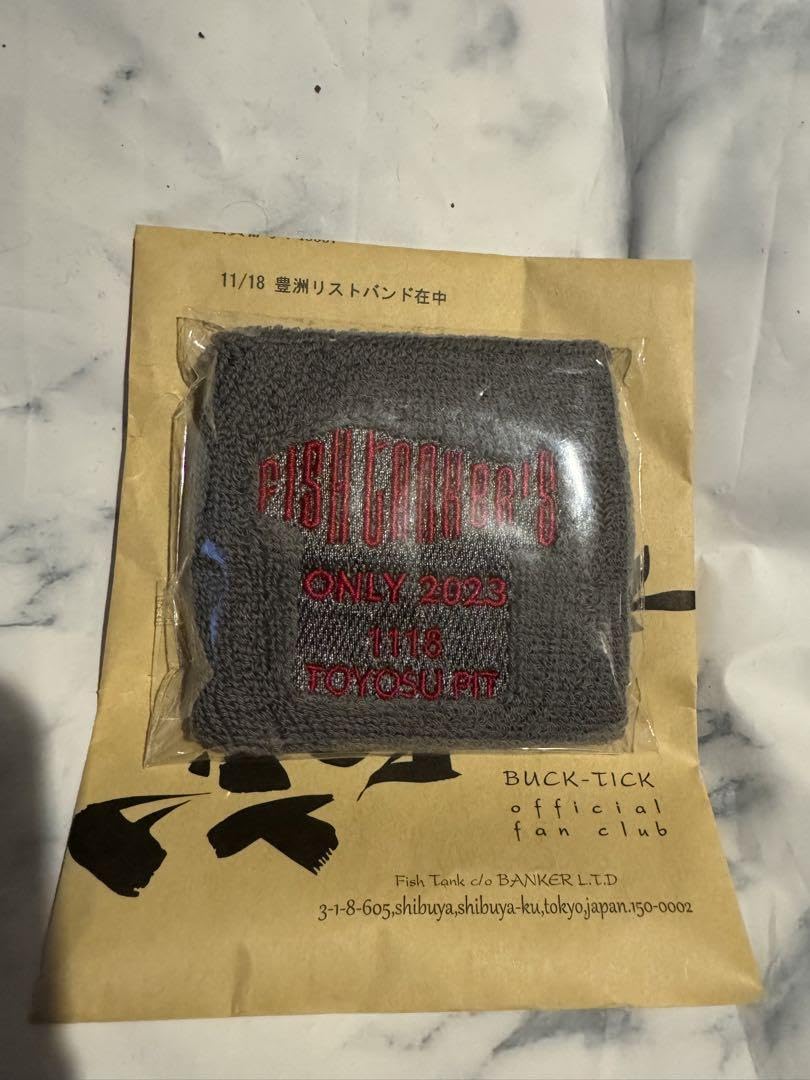 11/18 豊洲リストバンド在中
FISH TANKER'S
ONLY 2023
1118
TOYOSU PIT
BUCK-TICK
official
fan club
Fish Tank c/o BANKER L.T.D
3-1-8-605,shibuya,shibuya-ku,tokyo,japan.150-0002